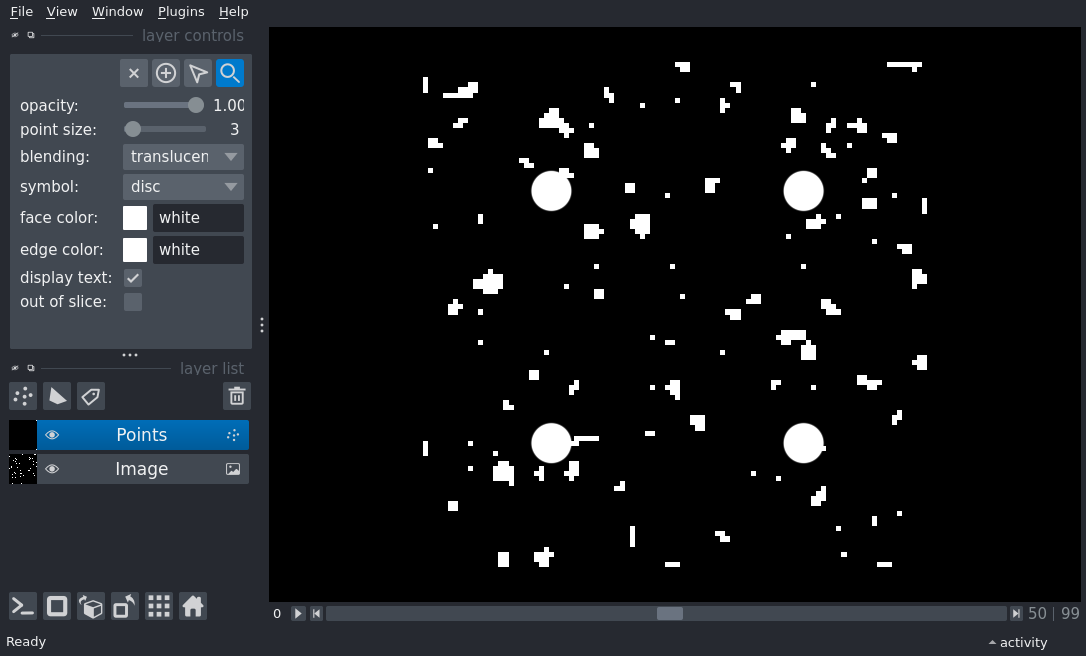 File View Window Plugins Help
layer controls
opacity: 1.00
point size: 3
blending: translucen
symbol: disc
face color: white
edge color: white
display text:
out of slice:
layer list
Points
Image
0 50 99
Ready activity